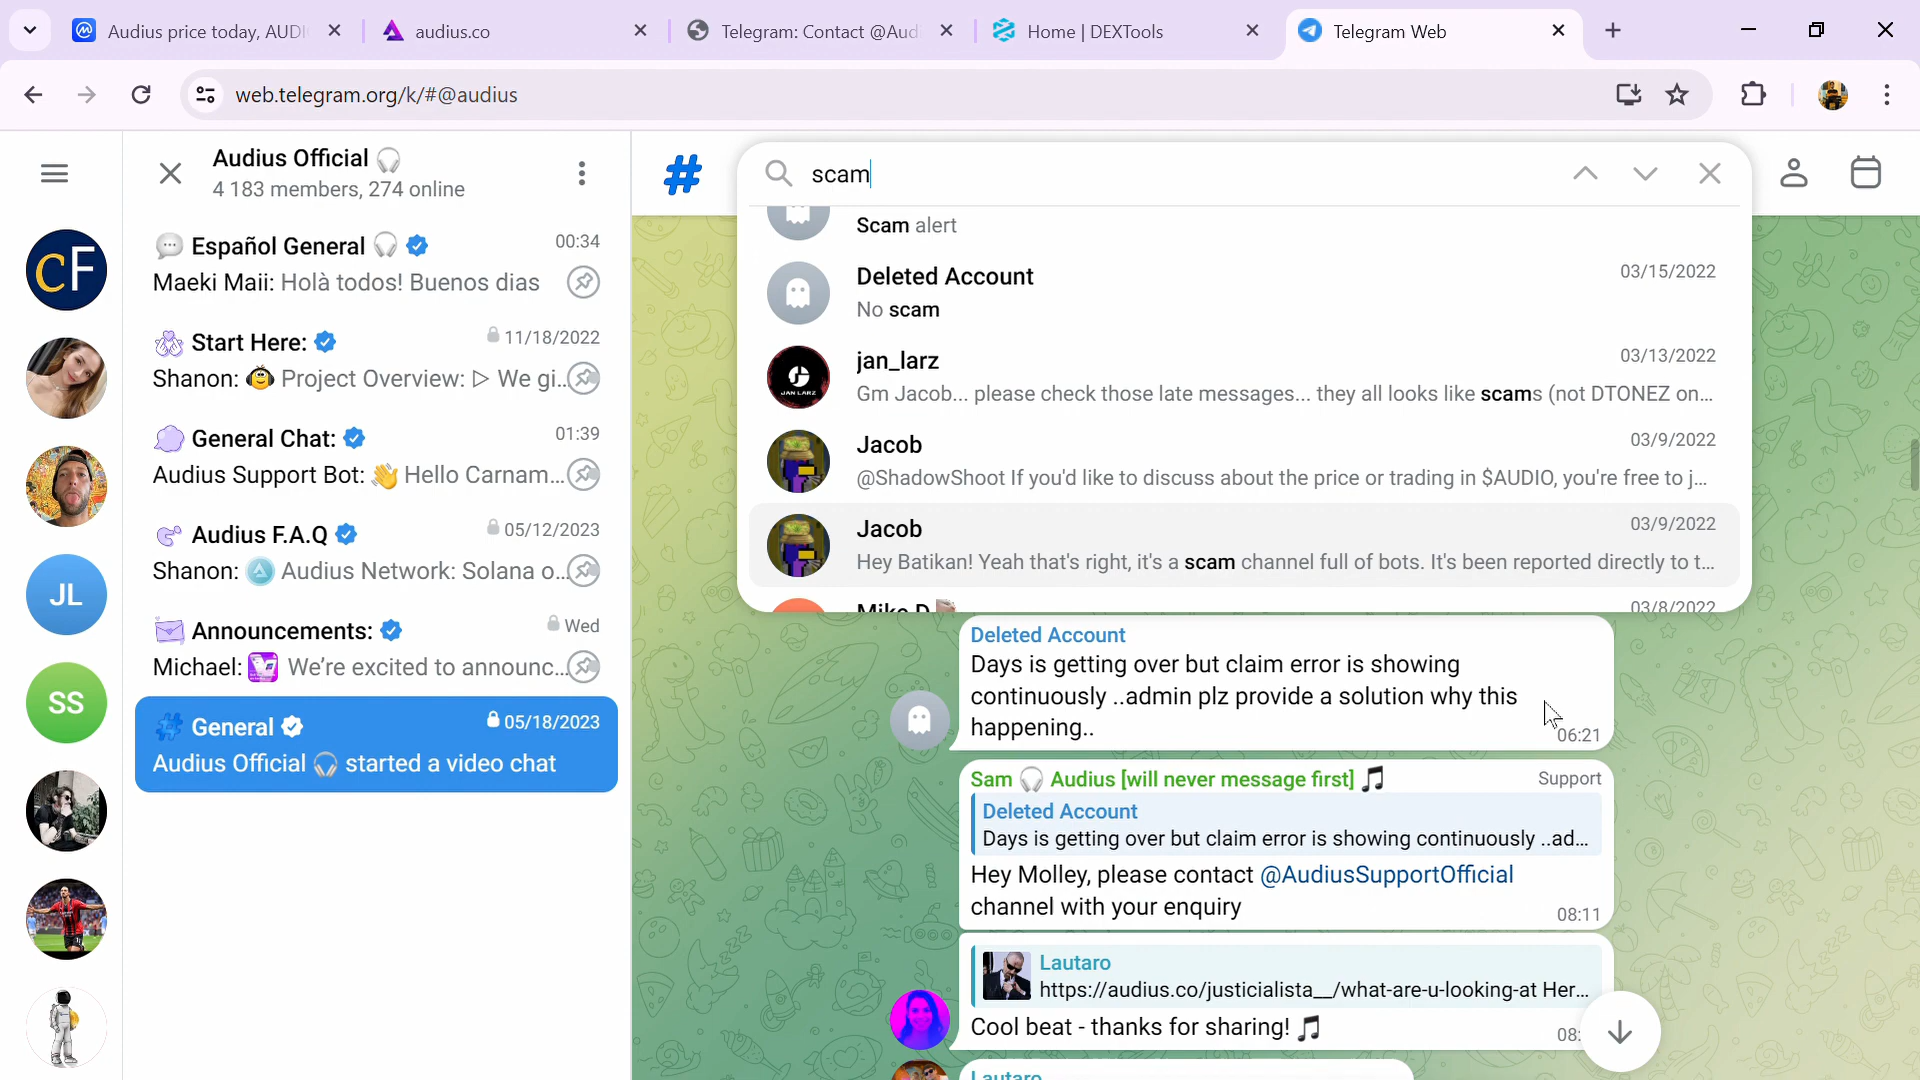 Audius price today, AUDI
audius.co
Telegram: Contact @Aud
Home | DEXTools
Telegram Web
web.telegram.org/k/#@audius
Audius Official
4 183 members, 274 online
Español General
00:34
Maeki Maii: Holà todos! Buenos dias
Start Here:
11/18/2022
Shanon: Project Overview: ▷ We gi...
General Chat:
01:39
Audius Support Bot: 👋 Hello Carnam...
Audius F.A.Q
05/12/2023
Shanon: Audius Network: Solana o...
Announcements:
Wed
Michael: We're excited to announc...
General
05/18/2023
Audius Official 🎧 started a video chat
CF
JL
SS
#
scam
Scam alert
Deleted Account
03/15/2022
No scam
jan_larz
03/13/2022
Gm Jacob... please check those late messages... they all looks like scams (not DTONEZ on...
JAN LARZ
Jacob
03/9/2022
@ShadowShoot If you'd like to discuss about the price or trading in $AUDIO, you're free to j...
Jacob
03/9/2022
Hey Batikan! Yeah that's right, it's a scam channel full of bots. It's been reported directly to t...
Mike D
03/8/2022
Deleted Account
Days is getting over but claim error is showing
continuously ..admin plz provide a solution why this
happening..
06:21
Sam 🎧 Audius [will never message first] 🎵
Support
Deleted Account
Days is getting over but claim error is showing continuously ..ad...
Hey Molley, please contact @AudiusSupportOfficial
channel with your enquiry
08:11
Lautaro
https://audius.co/justicialista__/what-are-u-looking-at Her...
Cool beat - thanks for sharing! 🎵
08:
Lautaro